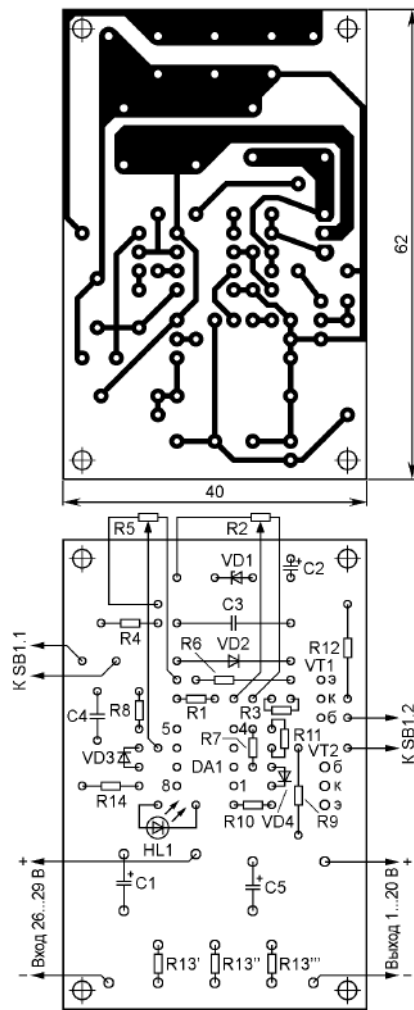 62
40
R5
R2
VD1
C2
К SB1.1
R4
C3
R6
VD2
R12
VT1
э
C4
R8
R1
R3
к
б
К SB1.2
5
R7
4
R11
VT2
VD3
DA1
б
R14
8
1
к
R10
VD4
R9
э
HL1
+
Вход 26...29 В
–
C1
C5
+
Выход 1...20 В
–
R13'
R13''
R13'''